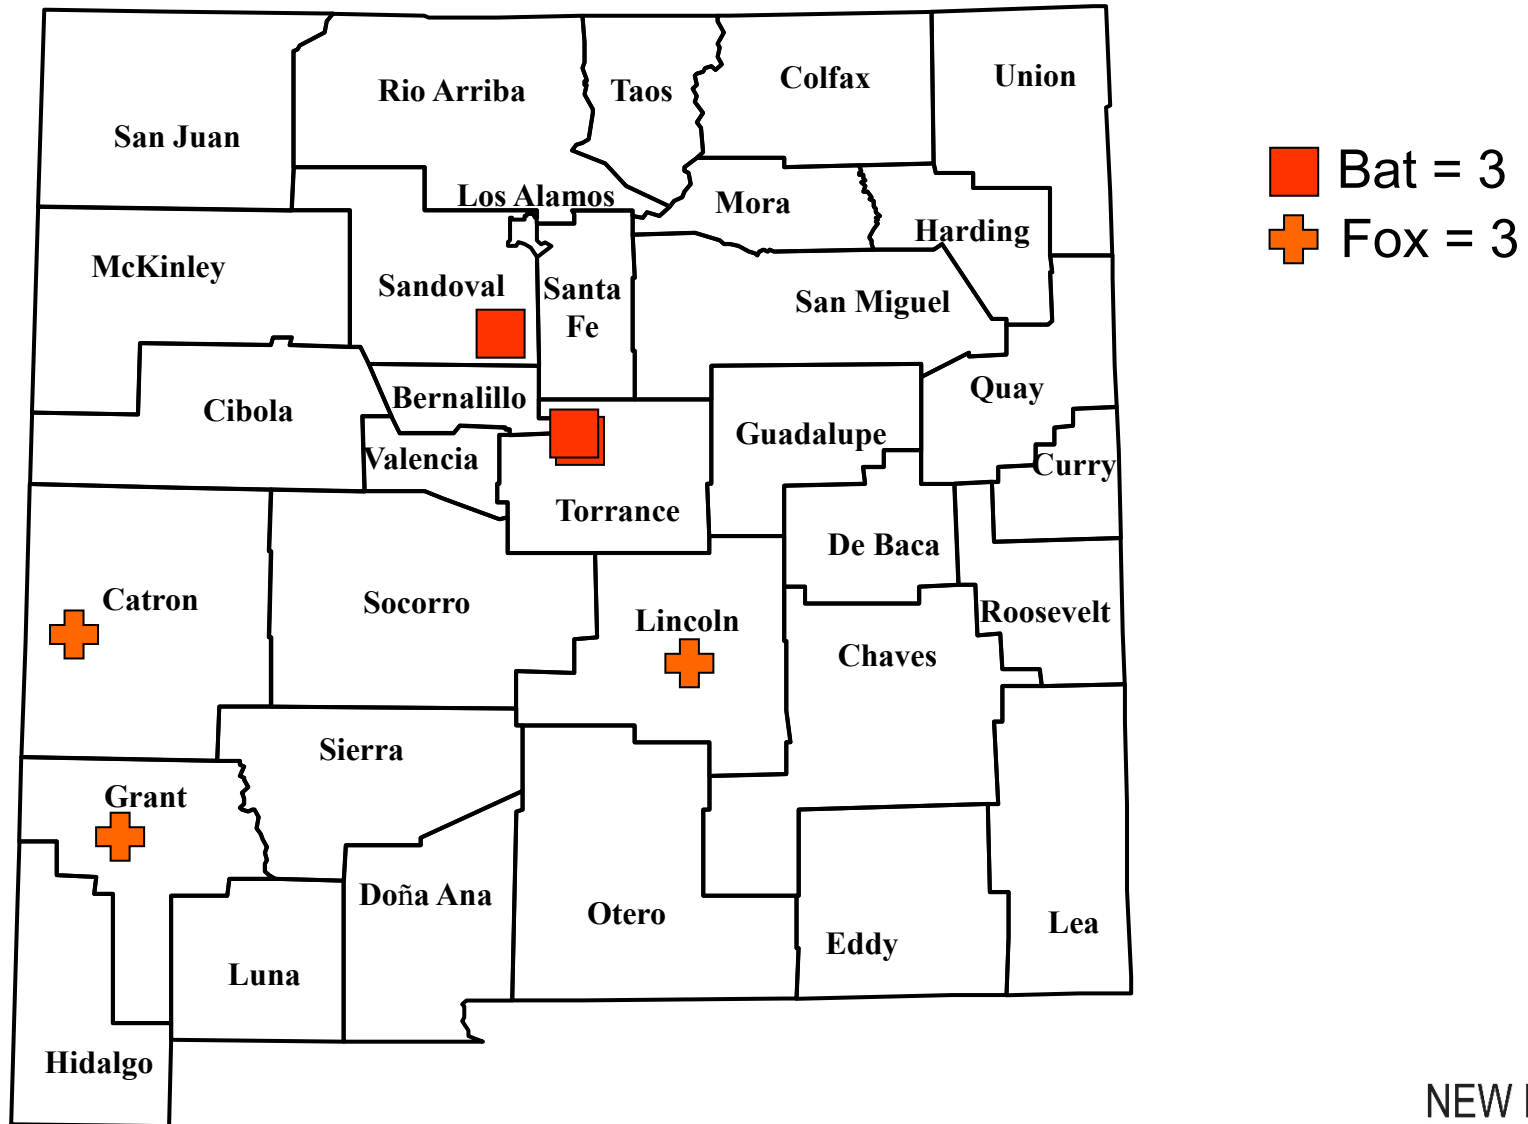 San Juan
Rio Arriba
Taos
Colfax
Union
Los Alamos
Mora
Harding
McKinley
Sandoval
Santa
Fe
San Miguel
Quay
Cibola
Bernalillo
Valencia
Guadalupe
Curry
Torrance
De Baca
Catron
Socorro
Lincoln
Chaves
Roosevelt
Sierra
Grant
Doña Ana
Otero
Eddy
Lea
Luna
Hidalgo
Bat = 3
Fox = 3
NEW